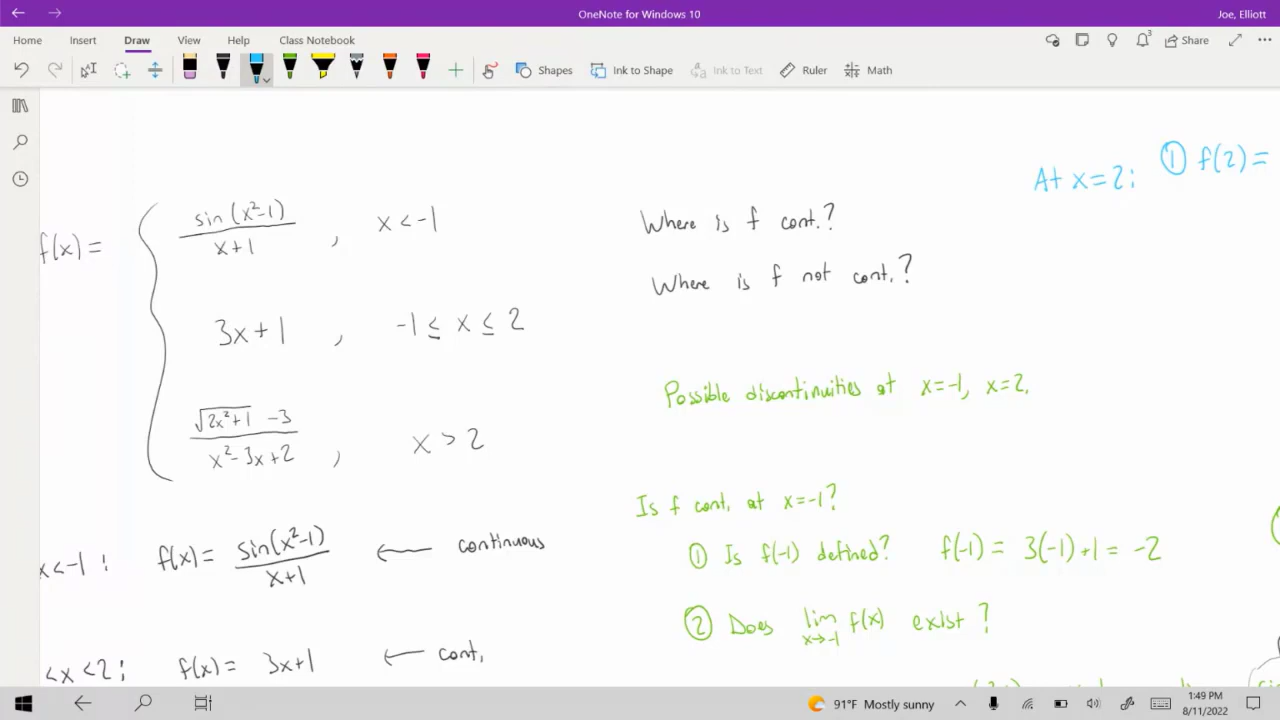 OneNote for Windows 10
Joe, Elliott
Home Insert Draw View Help Class Notebook
Share
Shapes Ink to Shape Ink to Text Ruler Math
At x=2: ① f(2) =
f(x) = sin(x²-1)/x+1 , x < -1
Where is f cont.?
Where is f not cont.?
3x+1 , -1 ≤ x ≤ 2
Possible discontinuities at x=-1, x=2.
√2x²+1 -3/x²-3x+2 , x > 2
Is f cont. at x=-1?
x<-1 : f(x) = sin(x²-1)/x+1 ← continuous
① Is f(-1) defined? f(-1) = 3(-1)+1 = -2
② Does lim x→-1 f(x) exist?
<x<2 : f(x) = 3x+1 ← cont.
91°F Mostly sunny
1:49 PM
8/11/2022